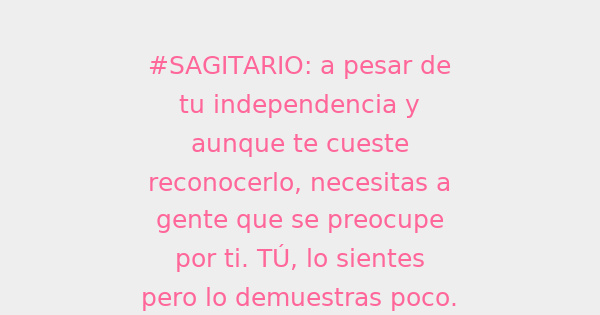 #SAGITARIO: a pesar de
tu independencia y
aunque te cueste
reconocerlo, necesitas a
gente que se preocupe
por ti. TÚ, lo sientes
pero lo demuestras poco.